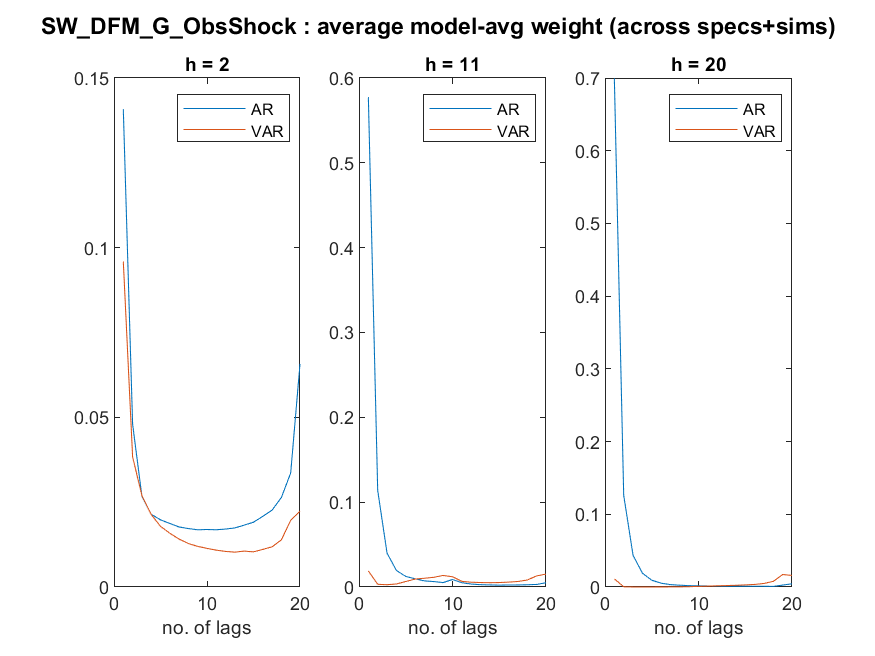 SW_DFM_G_ObsShock : average model-avg weight (across specs+sims)
h = 2
AR
VAR
0.15
0.1
0.05
0
0
10
20
no. of lags
h = 11
AR
VAR
0.6
0.5
0.4
0.3
0.2
0.1
0
0
10
20
no. of lags
h = 20
AR
VAR
0.7
0.6
0.5
0.4
0.3
0.2
0.1
0
0
10
20
no. of lags